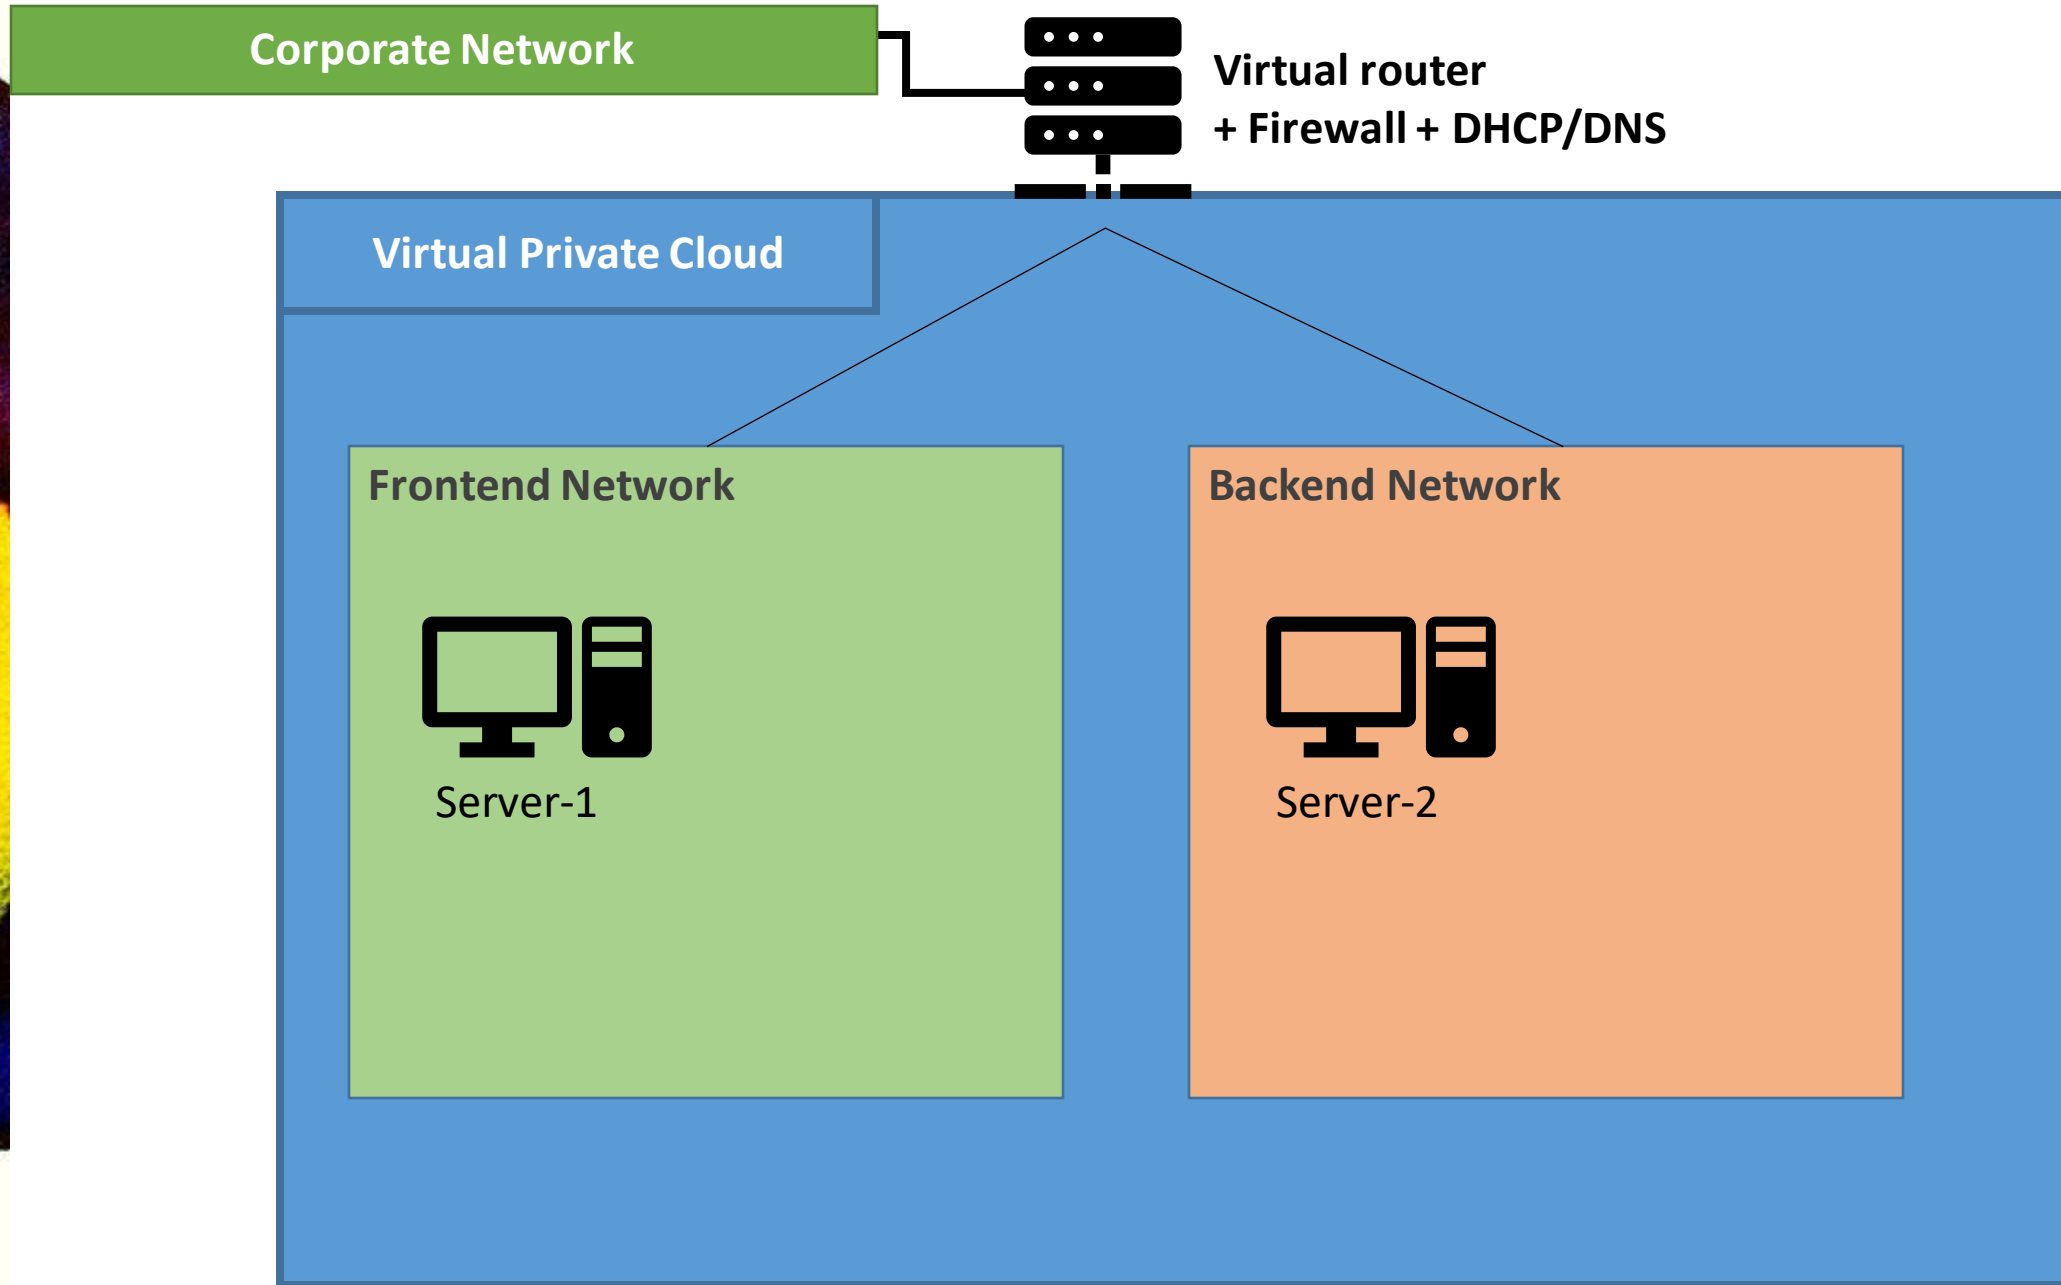 Corporate Network
Virtual router
+ Firewall + DHCP/DNS
Virtual Private Cloud
Frontend Network
Backend Network
Server-1
Server-2